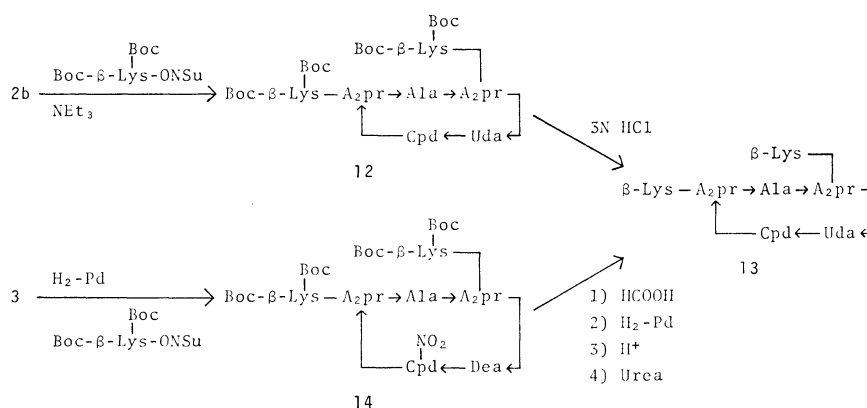 Boc
Boc-β-Lys-ONSu
2b
NEt₃
Boc
Boc-β-Lys
Boc
Boc-β-Lys—A₂pr→Ala→A₂pr
Cpd←Uda
12
3N HCl
β-Lys
β-Lys—A₂pr→Ala→A₂pr
Cpd←Uda
13
3
H₂-Pd
Boc
Boc-β-Lys-ONSu
Boc
Boc-β-Lys
Boc
Boc-β-Lys—A₂pr→Ala→A₂pr
NO₂
Cpd←Dea
14
1) HCOOH
2) H₂-Pd
3) H⁺
4) Urea